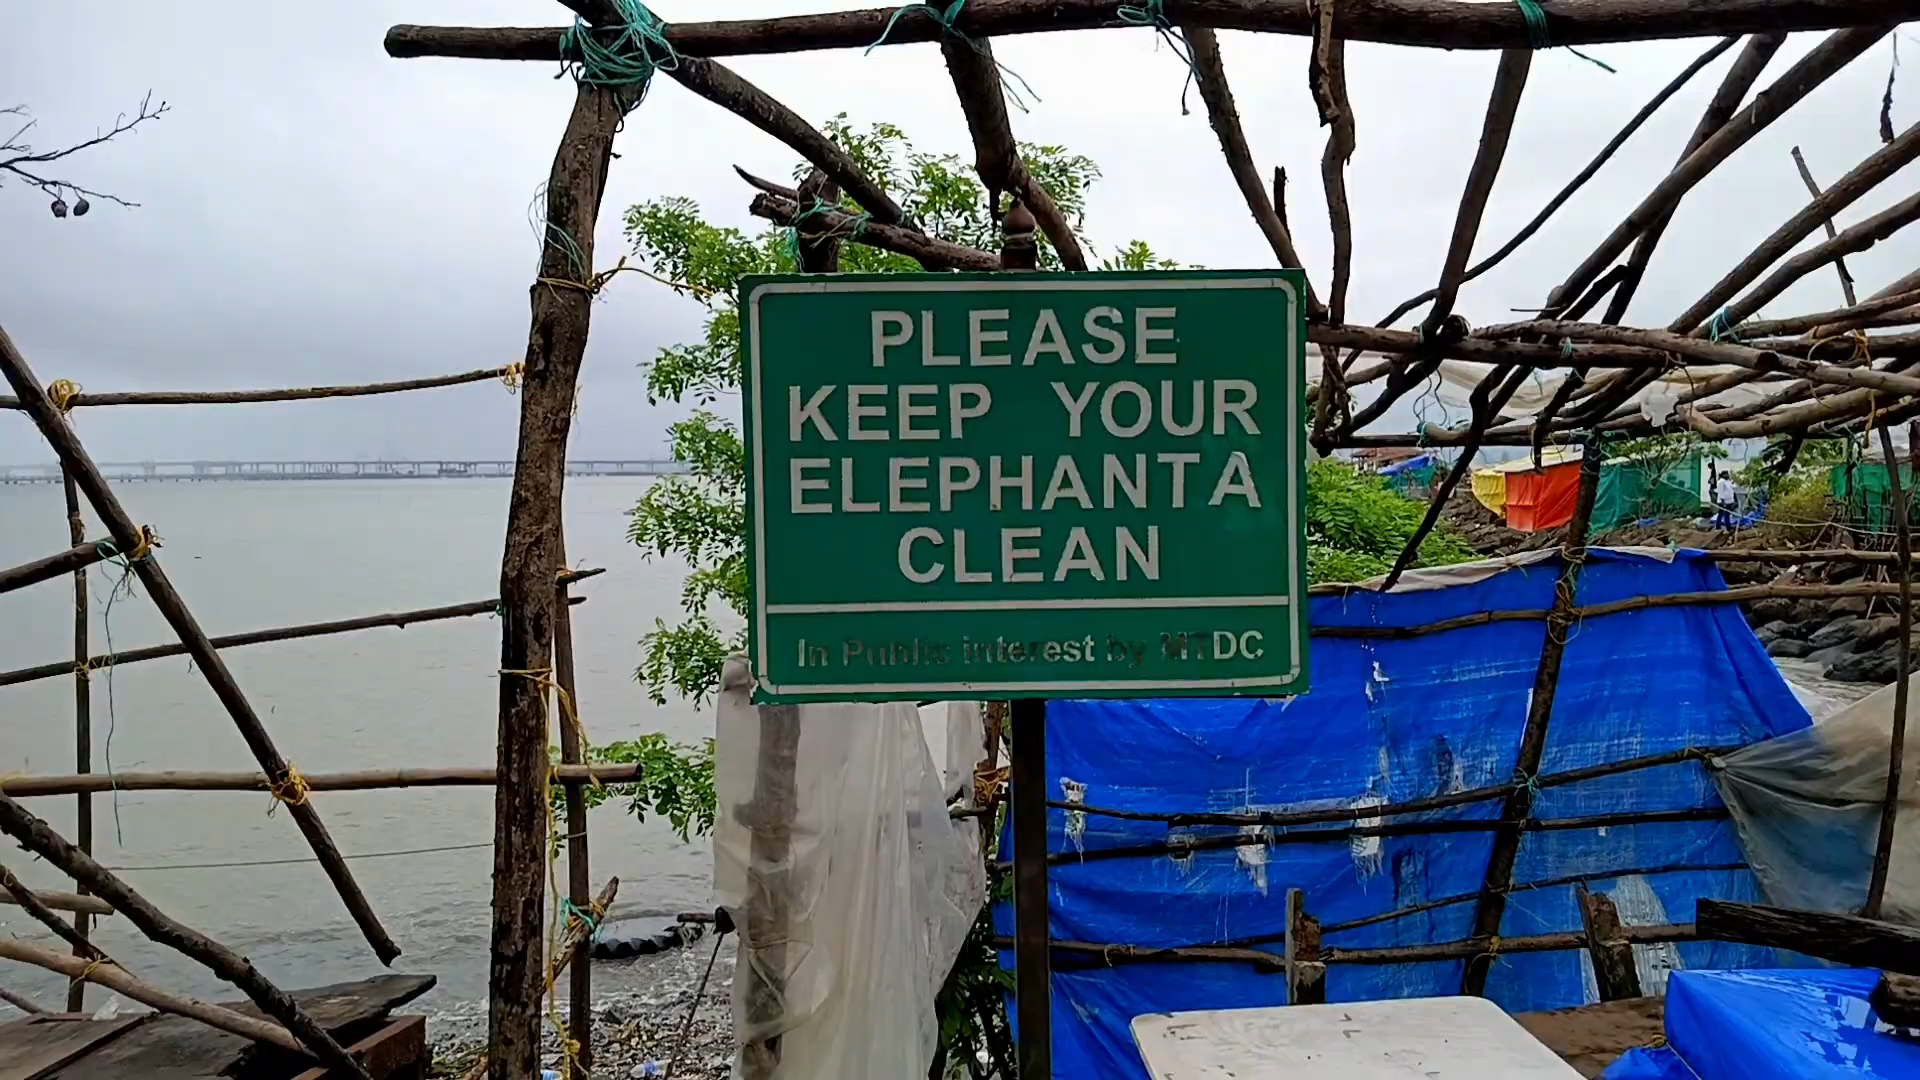 PLEASE
KEEP YOUR
ELEPHANTA
CLEAN
In Public interest by MTDC